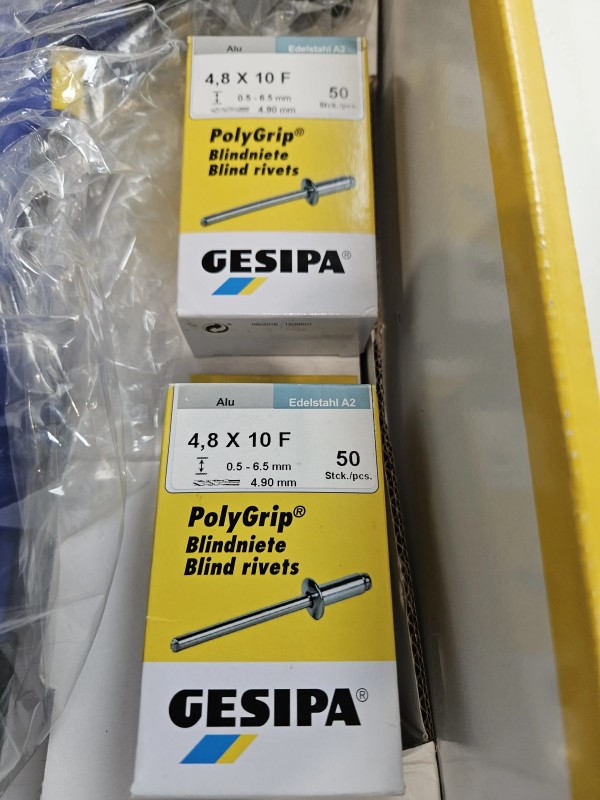 Alu Edelstahl A2
4,8 X 10 F
0.5 - 6.5 mm
50
4.90 mm
Stck./pcs.
PolyGrip®
Blindniete
Blind rivets
GESIPA®
Alu Edelstahl A2
4,8 X 10 F
50
0.5 - 6.5 mm
Stck./pcs.
4.90 mm
PolyGrip®
Blindniete
Blind rivets
GESIPA®